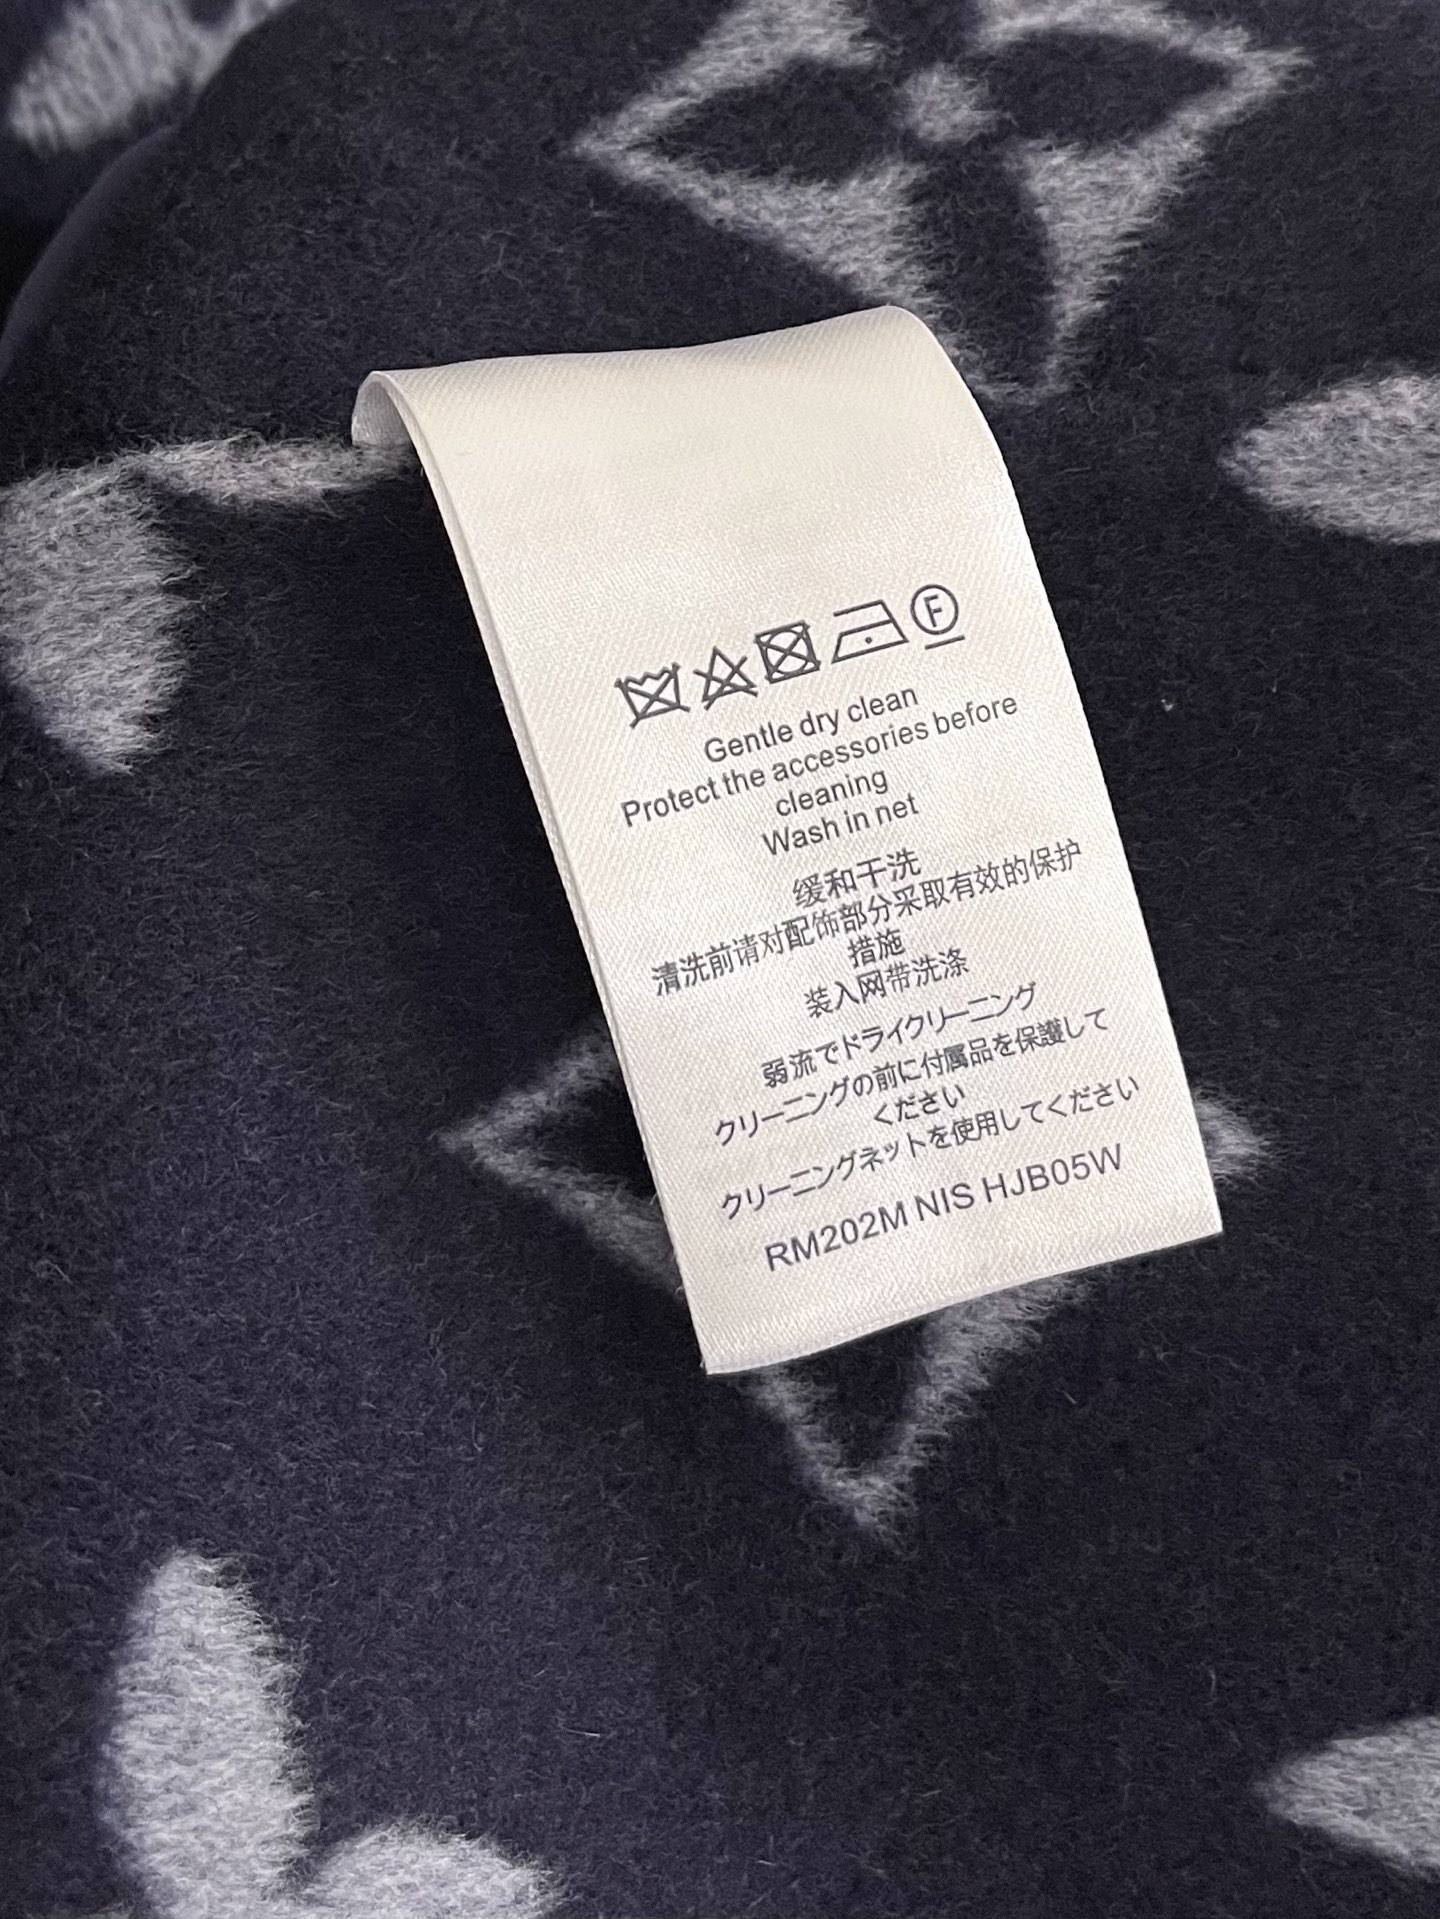 F
Gentle dry clean
Protect the accessories before
cleaning
Wash in net
缓和干洗
清洗前请对配饰部分采取有效的保护
措施
装入网带洗涤
弱流でドライクリーニング
クリーニングの前に付属品を保護して
ください
クリーニングネットを使用してください
RM202M NIS HJB05W